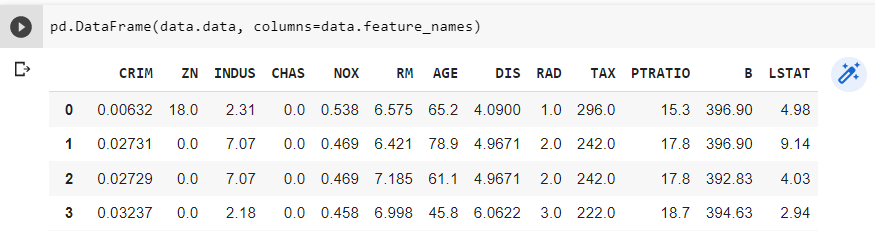 pd.DataFrame(data.data, columns=data.feature_names)
CRIM ZN INDUS CHAS NOX RM AGE DIS RAD TAX PTRATIO B LSTAT
0 0.00632 18.0 2.31 0.0 0.538 6.575 65.2 4.0900 1.0 296.0 15.3 396.90 4.98
1 0.02731 0.0 7.07 0.0 0.469 6.421 78.9 4.9671 2.0 242.0 17.8 396.90 9.14
2 0.02729 0.0 7.07 0.0 0.469 7.185 61.1 4.9671 2.0 242.0 17.8 392.83 4.03
3 0.03237 0.0 2.18 0.0 0.458 6.998 45.8 6.0622 3.0 222.0 18.7 394.63 2.94